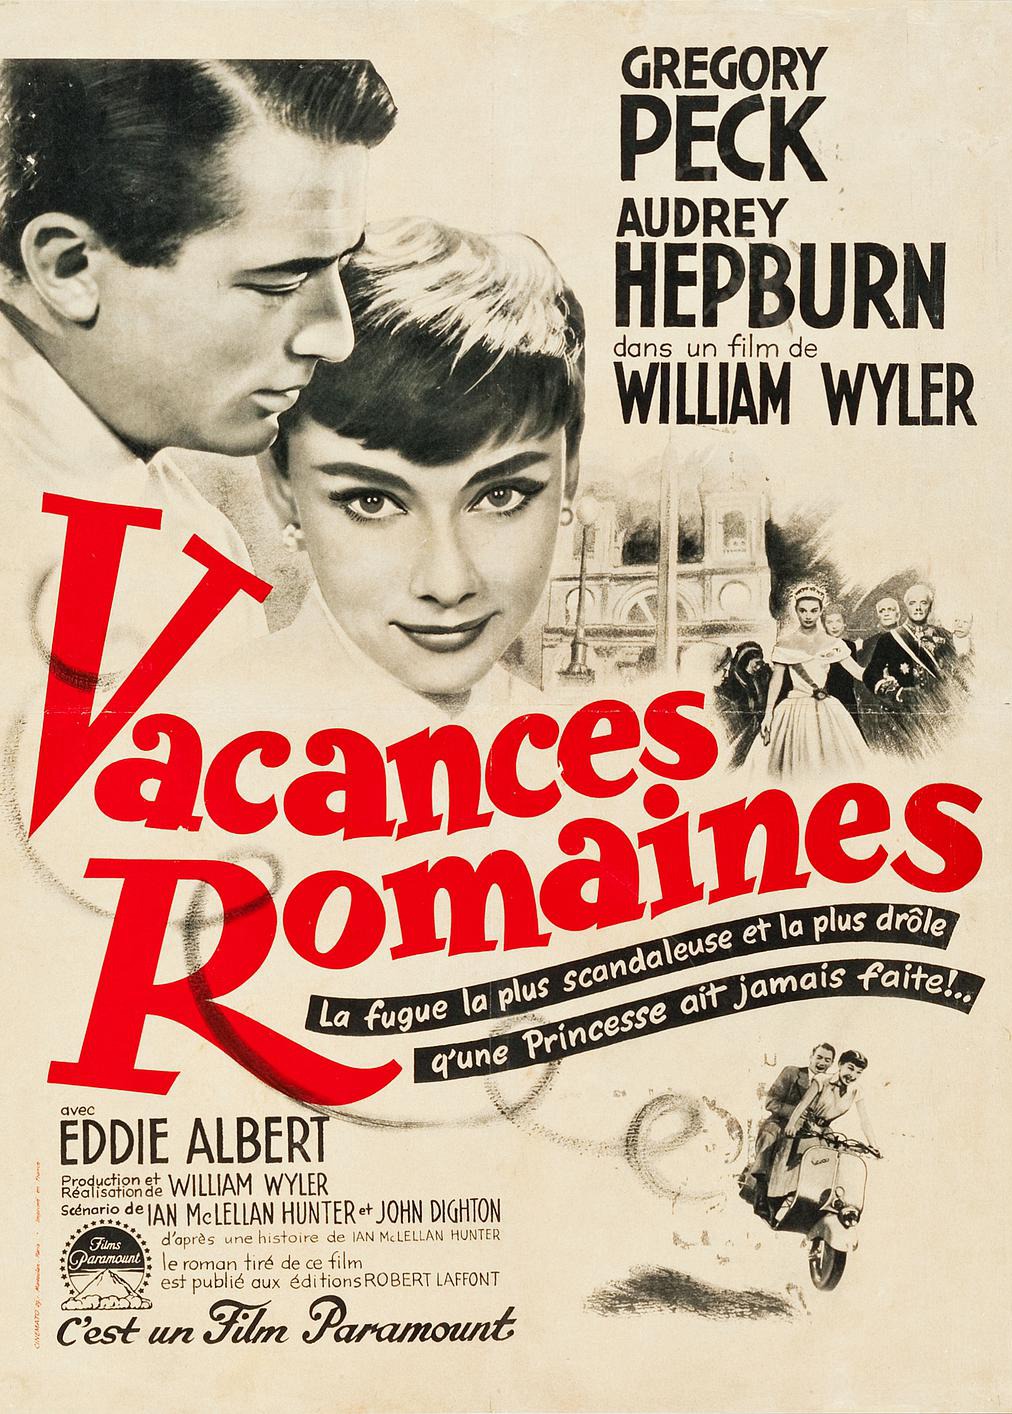 GREGORY
PECK
AUDREY
HEPBURN
dans un film de
WILLIAM WYLER
Vacances
Romaines
La fugue la plus scandaleuse et la plus drôle
q'une Princesse ait jamais faite!..
avec
EDDIE ALBERT
Production et
Réalisation de WILLIAM WYLER
Scénario de IAN McLELLAN HUNTER et JOHN DIGHTON
d'après une histoire de IAN McLELLAN HUNTER
Films
Paramount
le roman tiré de ce film
est publié aux éditions ROBERT LAFFONT
C'est un Film Paramount